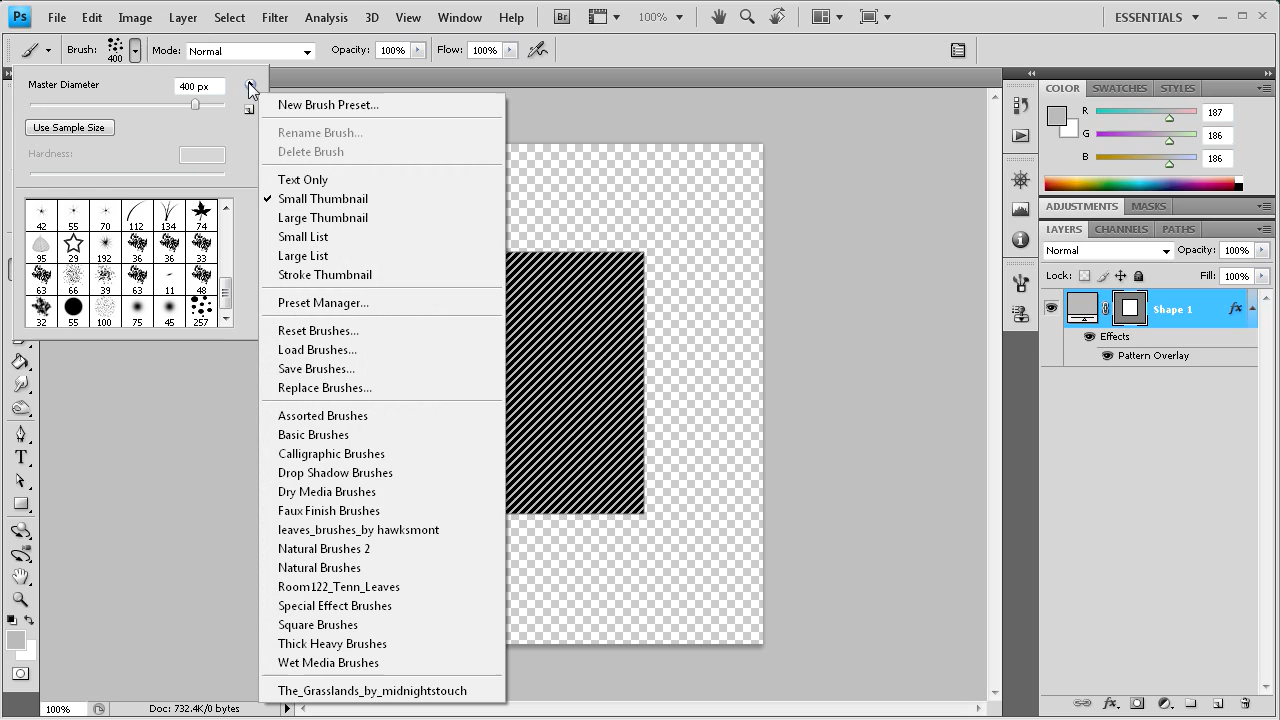 Ps File Edit Image Layer Select Filter Analysis 3D View Window Help Br 100% ESSENTIALS
Brush: 400 Mode: Normal Opacity: 100% Flow: 100%
Master Diameter 400 px
Use Sample Size
Hardness:
42 55 70 112 134 74
95 29 192 36 36 33
63 66 39 63 11 48
32 55 100 75 45 257
New Brush Preset...
Rename Brush...
Delete Brush
Text Only
Small Thumbnail
Large Thumbnail
Small List
Large List
Stroke Thumbnail
Preset Manager...
Reset Brushes...
Load Brushes...
Save Brushes...
Replace Brushes...
Assorted Brushes
Basic Brushes
Calligraphic Brushes
Drop Shadow Brushes
Dry Media Brushes
Faux Finish Brushes
leaves_brushes_by hawksmont
Natural Brushes 2
Natural Brushes
Room122_Tenn_Leaves
Special Effect Brushes
Square Brushes
Thick Heavy Brushes
Wet Media Brushes
The_Grasslands_by_midnightstouch
COLOR SWATCHES STYLES
R 187
G 186
B 186
ADJUSTMENTS MASKS
LAYERS CHANNELS PATHS
Normal Opacity: 100%
Lock: Fill: 100%
Shape 1 fx
Effects
Pattern Overlay
100% Doc: 732.4K/0 bytes
fx.